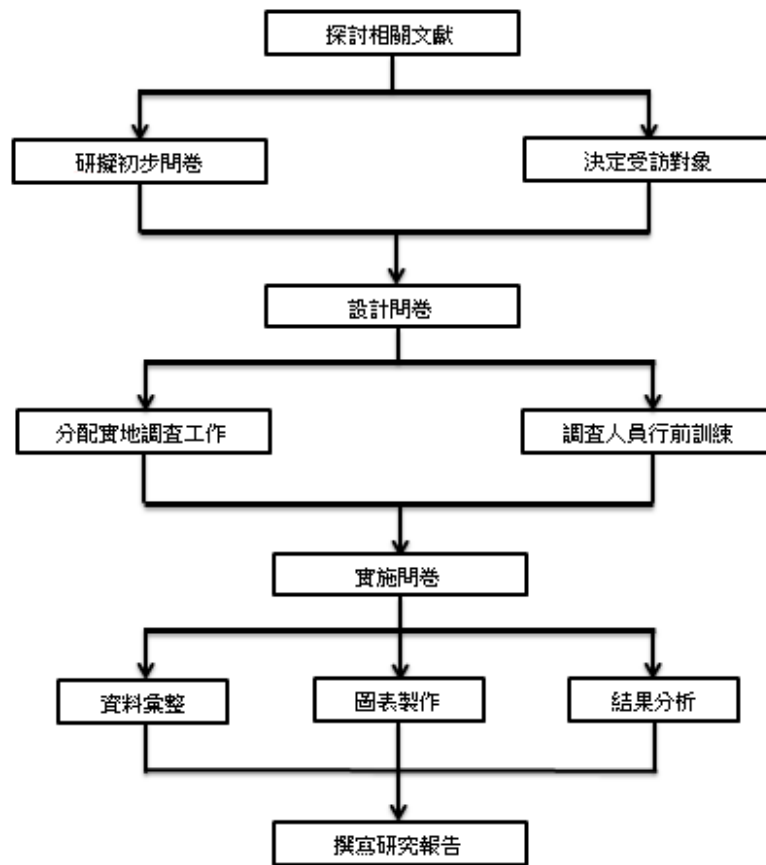 探討相關文獻
研擬初步問卷
決定受訪對象
設計問卷
分配實地調查工作
調查人員行前訓練
實施問卷
資料彙整
圖表製作
結果分析
撰寫研究報告